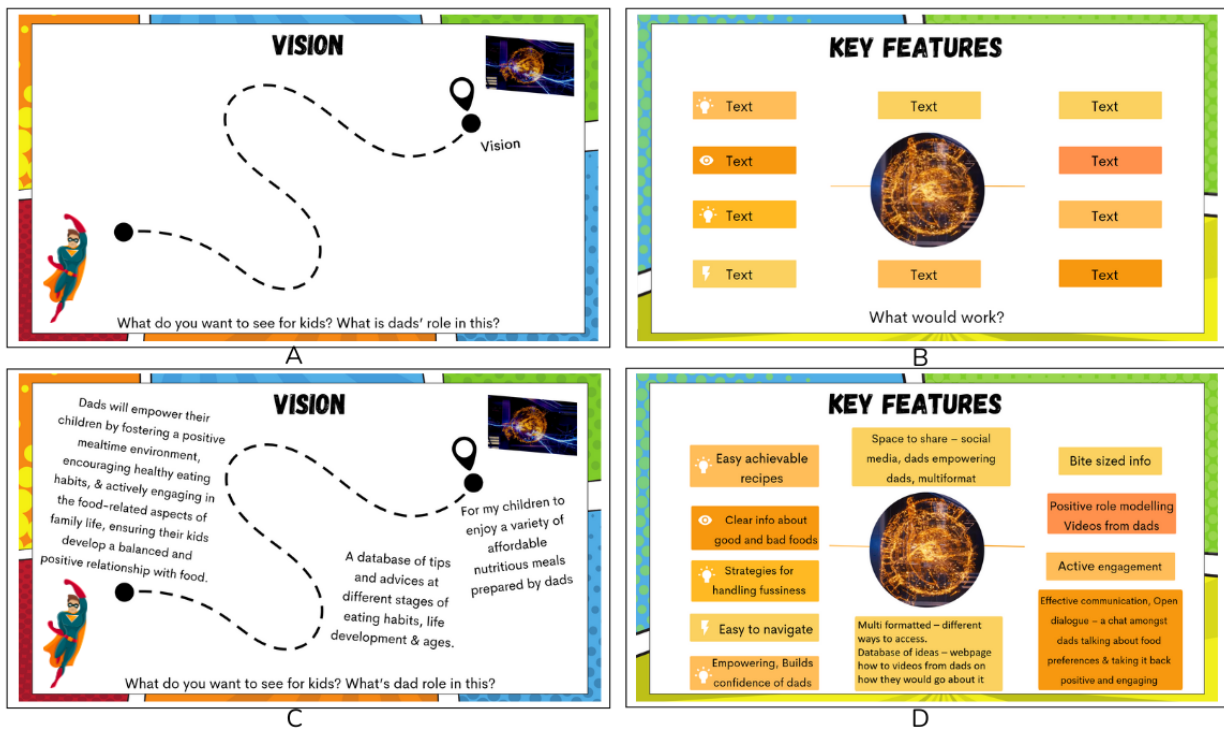 VISION
Vision
What do you want to see for kids? What is dads' role in this?
A
KEY FEATURES
Text
Text
Text
Text
Text
Text
Text
Text
Text
Text
What would work?
B
VISION
Dads will empower their
children by fostering a positive
mealtime environment,
encouraging healthy eating
habits, & actively engaging in
the food-related aspects of
family life, ensuring their kids
develop a balanced and
positive relationship with food.
A database of tips
and advices at
different stages of
eating habits, life
development & ages.
For my children to
enjoy a variety of
affordable
nutritious meals
prepared by dads
What do you want to see for kids? What's dad role in this?
C
KEY FEATURES
Easy achievable
recipes
Clear info about
good and bad foods
Strategies for
handling fussiness
Easy to navigate
Empowering, Builds
confidence of dads
Space to share – social
media, dads empowering
dads, multiformat
Multi formatted – different
ways to access.
Database of ideas – webpage
how to videos from dads on
how they would go about it
Bite sized info
Positive role modelling
Videos from dads
Active engagement
Effective communication, Open
dialogue – a chat amongst
dads talking about food
preferences & taking it back
positive and engaging
D